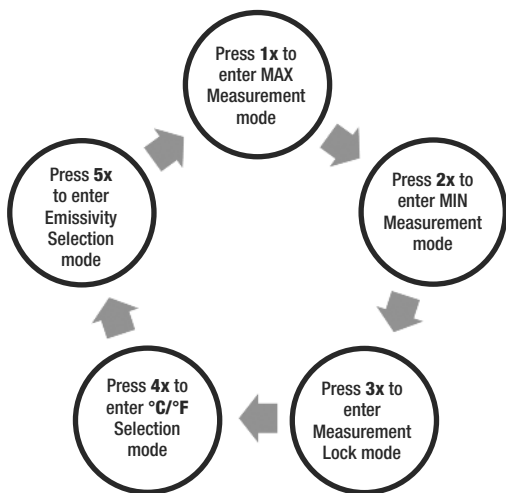 Press 1x to
enter MAX
Measurement
mode
Press 2x to
enter MIN
Measurement
mode
Press 3x to
enter
Measurement
Lock mode
Press 4x to
enter °C/°F
Selection
mode
Press 5x
to enter
Emissivity
Selection
mode